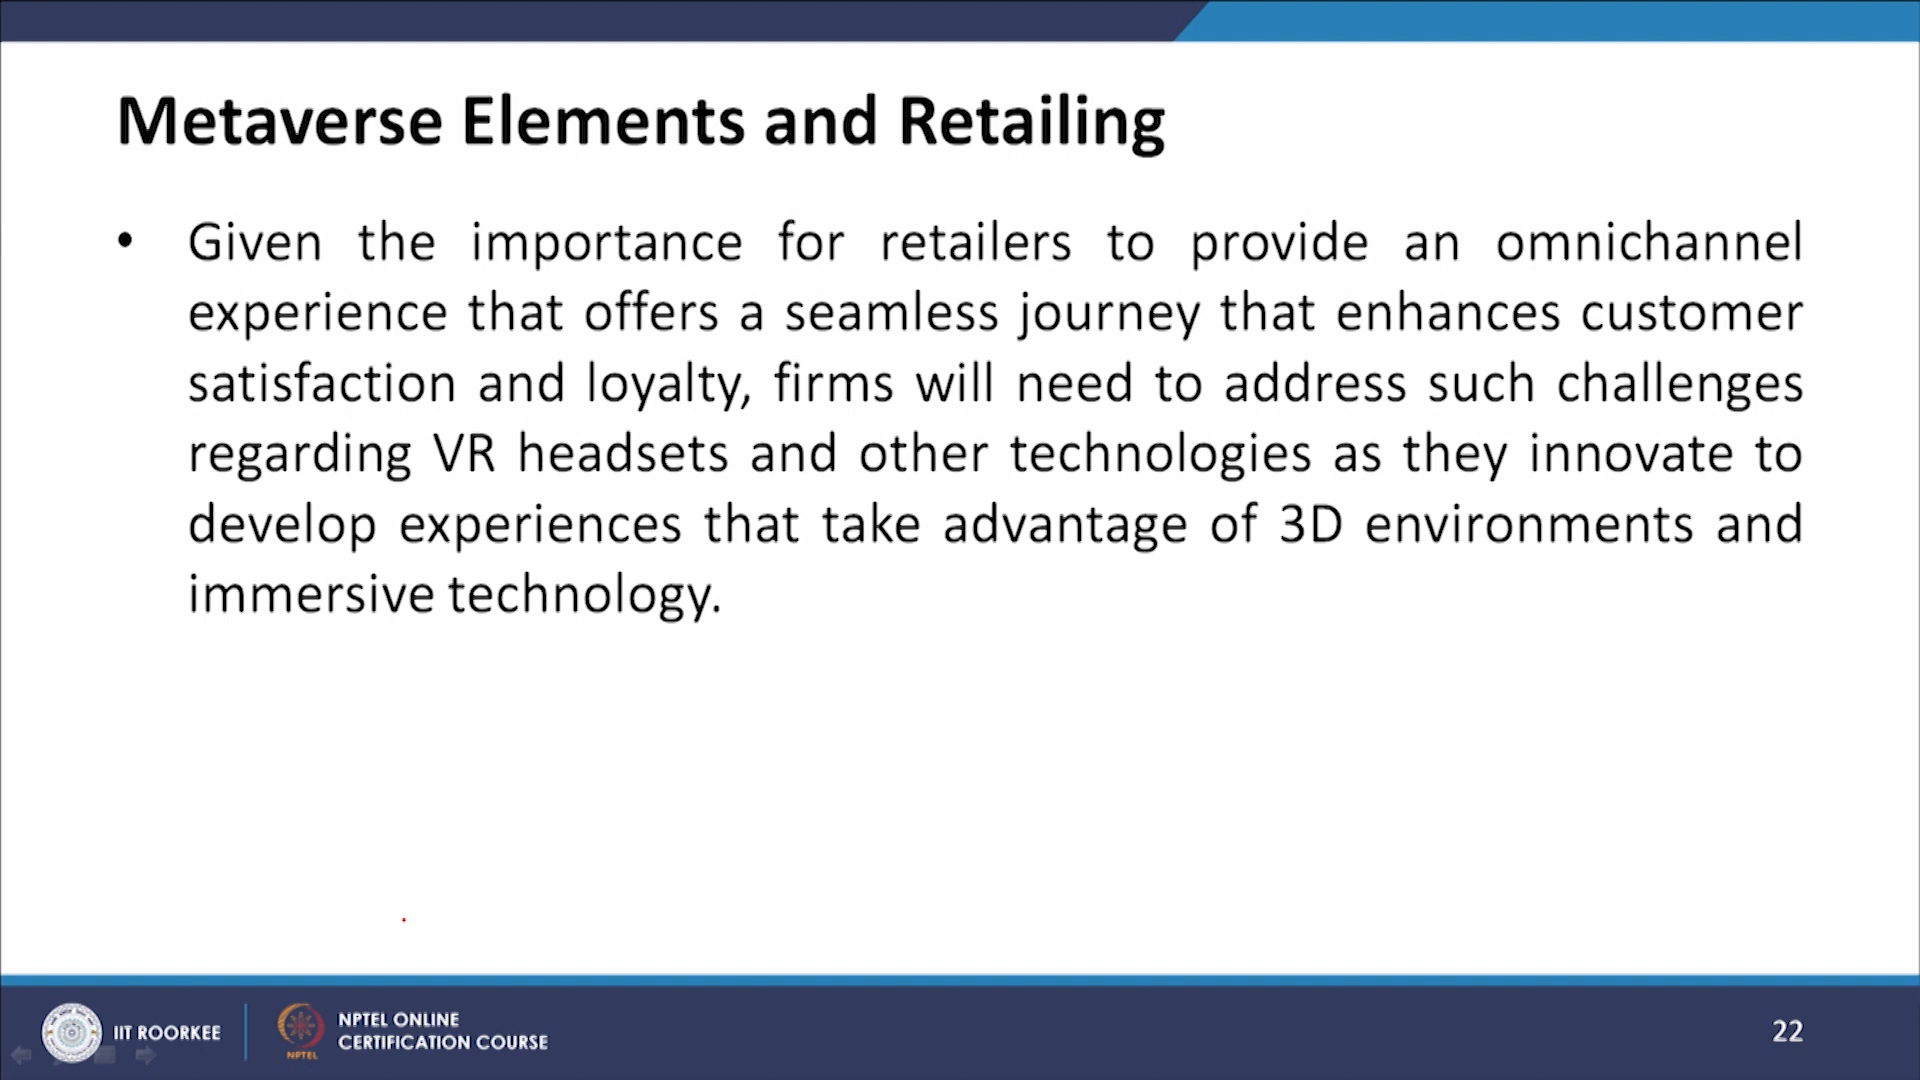 Metaverse Elements and Retailing
• Given the importance for retailers to provide an omnichannel
experience that offers a seamless journey that enhances customer
satisfaction and loyalty, firms will need to address such challenges
regarding VR headsets and other technologies as they innovate to
develop experiences that take advantage of 3D environments and
immersive technology.
IIT ROORKEE
NPTEL
NPTEL ONLINE
CERTIFICATION COURSE
22